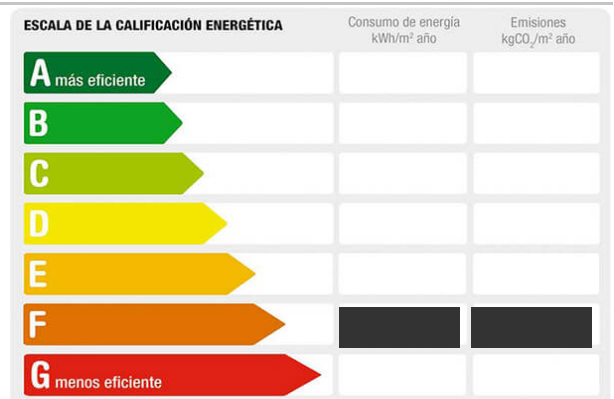 ESCALA DE LA CALIFICACIÓN ENERGÉTICA
Consumo de energía
kWh/m² año
Emisiones
kgCO₂/m² año
A más eficiente
B
C
D
E
F
G menos eficiente